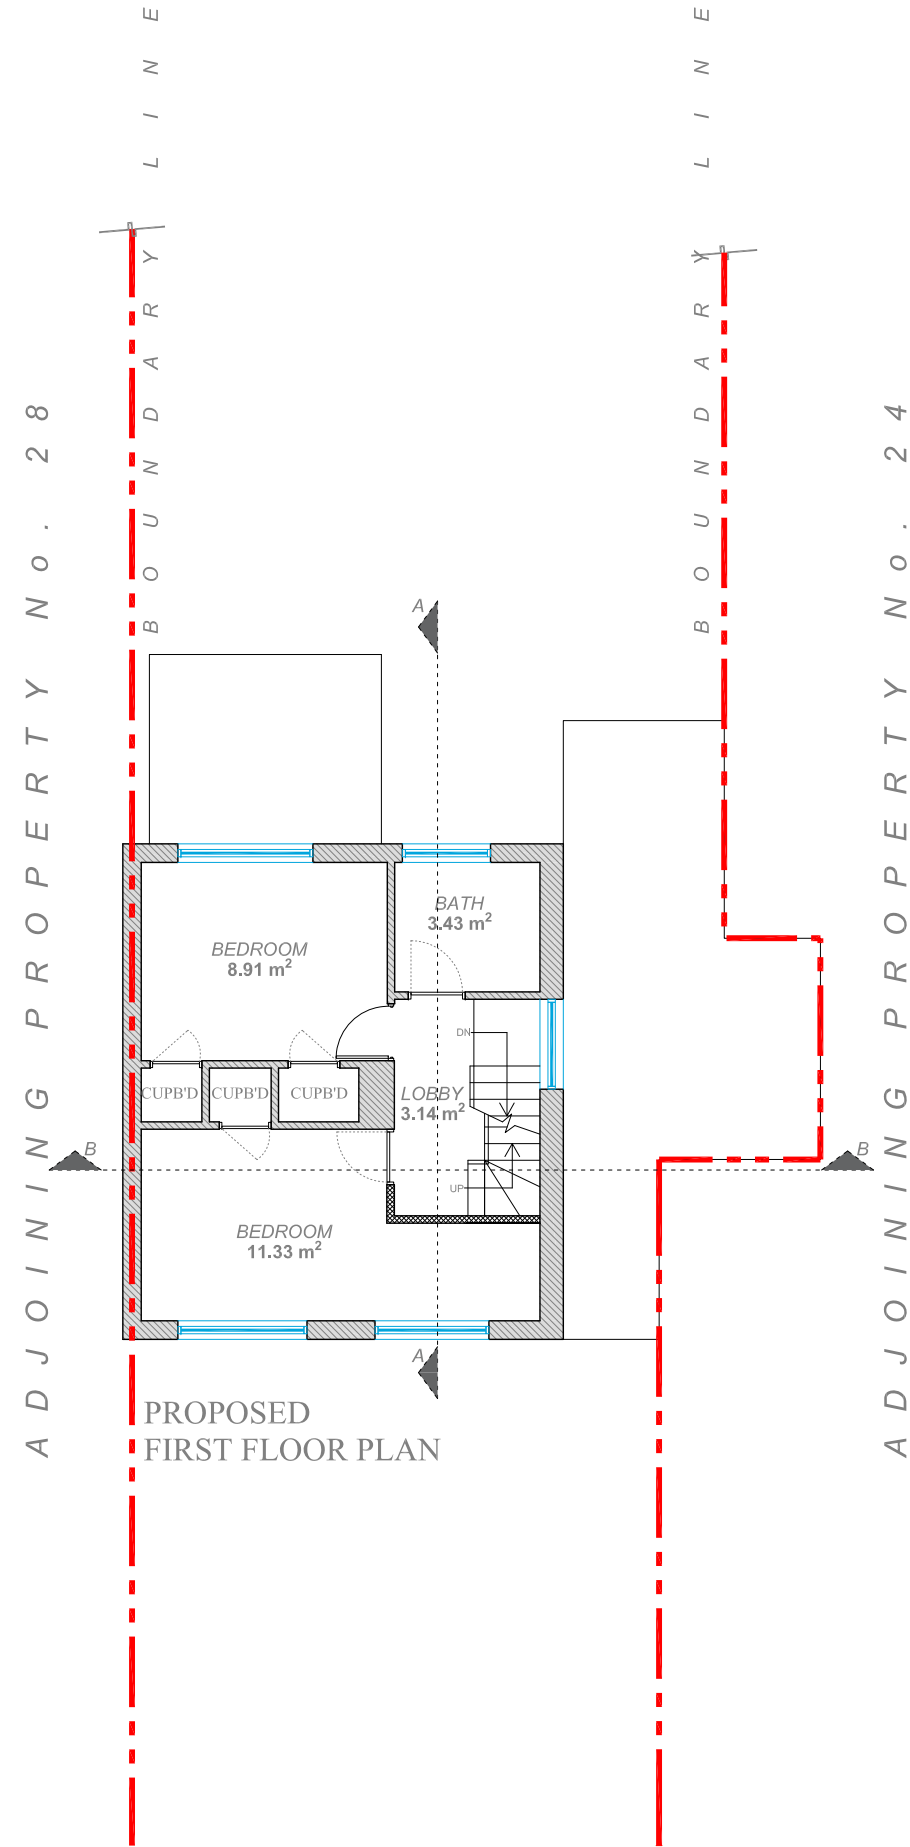 BOUNDARY LINE
BOUNDARY LINE
ADJOINING PROPERTY No. 28
ADJOINING PROPERTY No. 24
A
BATH
3.43 m²
BEDROOM
8.91 m²
DN
CUPB'D
CUPB'D
CUPB'D
LOBBY
3.14 m²
B
B
UP
BEDROOM
11.33 m²
A
PROPOSED
FIRST FLOOR PLAN